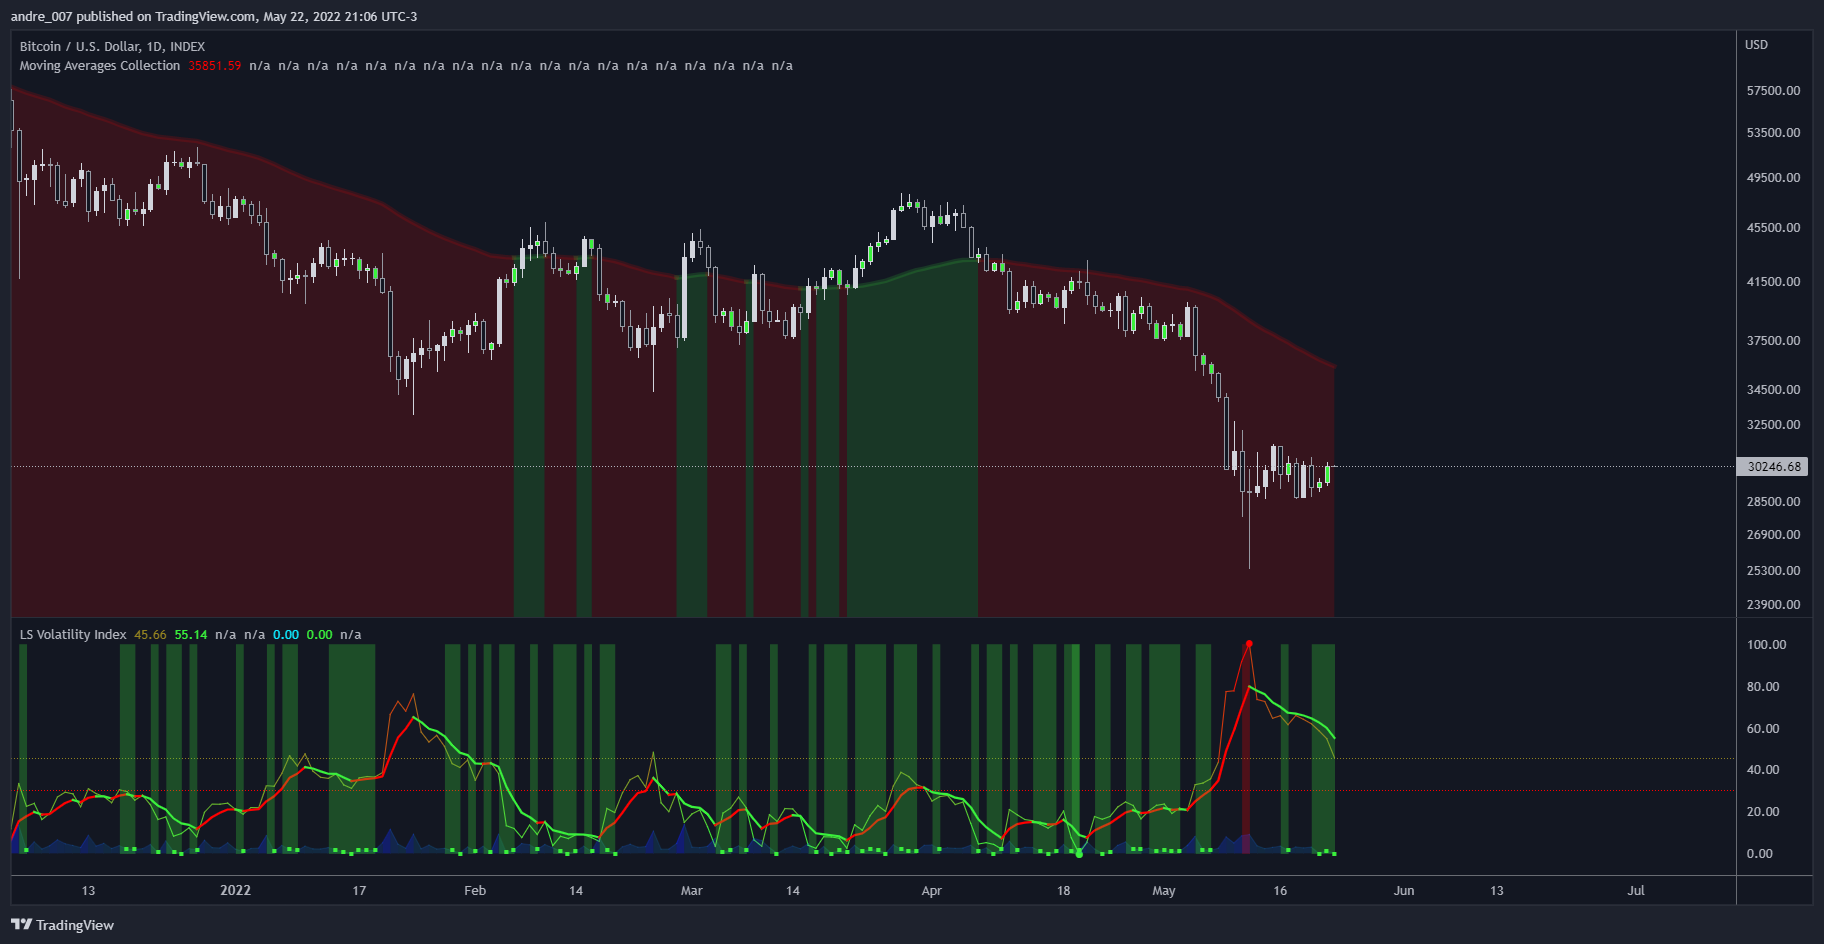 andre_007 published on TradingView.com, May 22, 2022 21:06 UTC-3
Bitcoin / U.S. Dollar, 1D, INDEX
Moving Averages Collection 35851.59 n/a n/a n/a n/a n/a n/a n/a n/a n/a n/a n/a n/a n/a n/a n/a n/a n/a n/a n/a
USD
57500.00
53500.00
49500.00
45500.00
41500.00
37500.00
34500.00
32500.00
30246.68
28500.00
26900.00
25300.00
23900.00
LS Volatility Index 45.66 55.14 n/a n/a 0.00 0.00 n/a
100.00
80.00
60.00
40.00
20.00
0.00
13 2022 17 Feb 14 Mar 14 Apr 18 May 16 Jun 13 Jul
TradingView